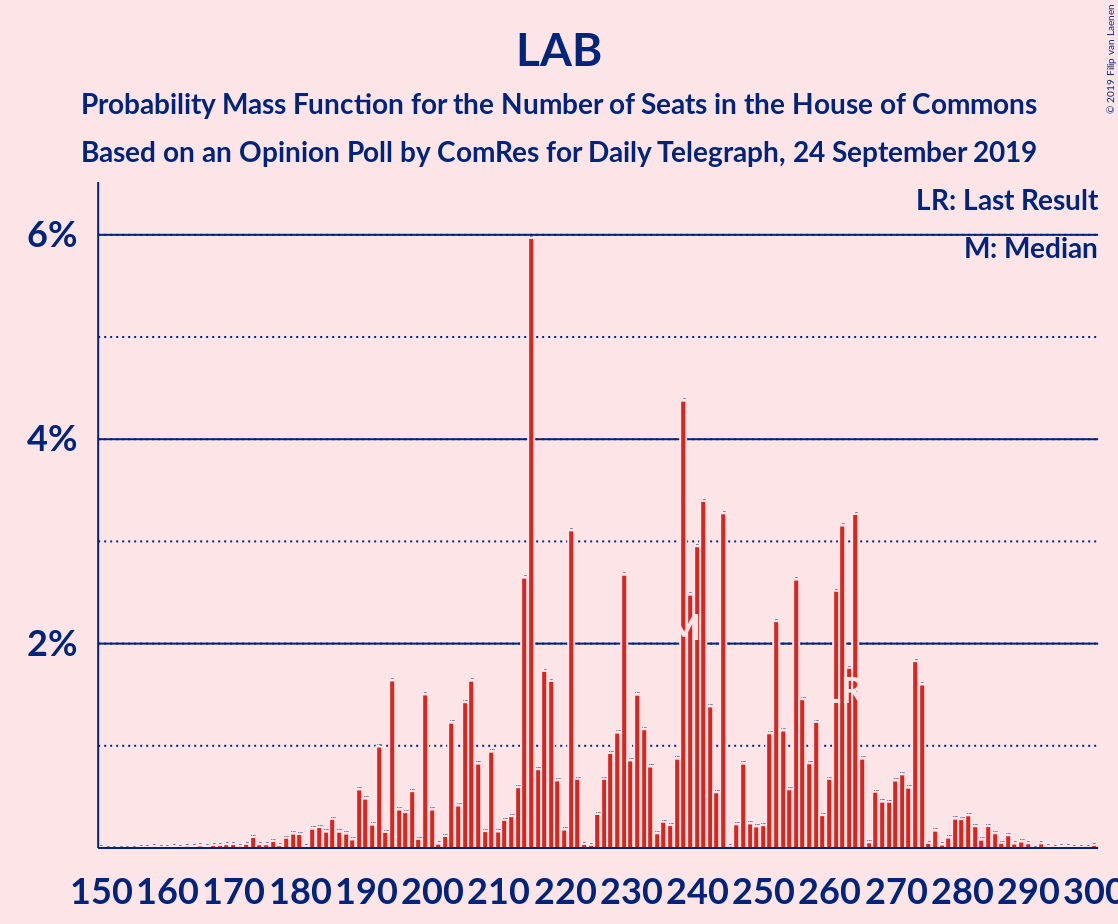 LAB
Probability Mass Function for the Number of Seats in the House of Commons
Based on an Opinion Poll by ComRes for Daily Telegraph, 24 September 2019
© 2019 Filip van Laenen
LR: Last Result
M: Median
6%
4%
2%
M
LR
150 160 170 180 190 200 210 220 230 240 250 260 270 280 290 300